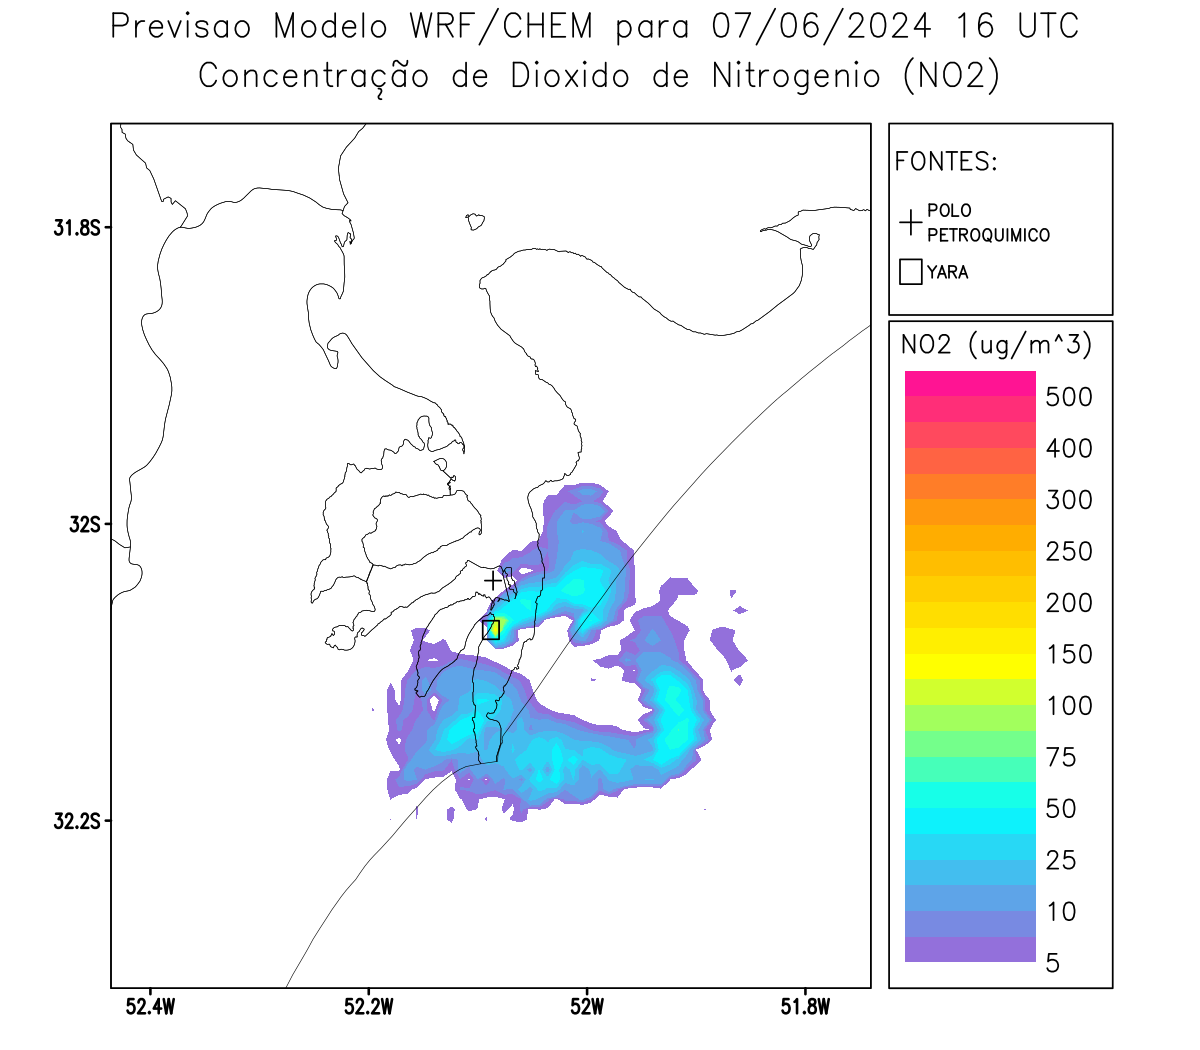 Previsao Modelo WRF/CHEM para 07/06/2024 16 UTC
Concentração de Dioxido de Nitrogenio (NO2)
FONTES:
POLO
PETROQUIMICO
YARA
31.8S
32S
32.2S
52.4W
52.2W
52W
51.8W
NO2 (ug/m^3)
500
400
300
250
200
150
100
75
50
25
10
5